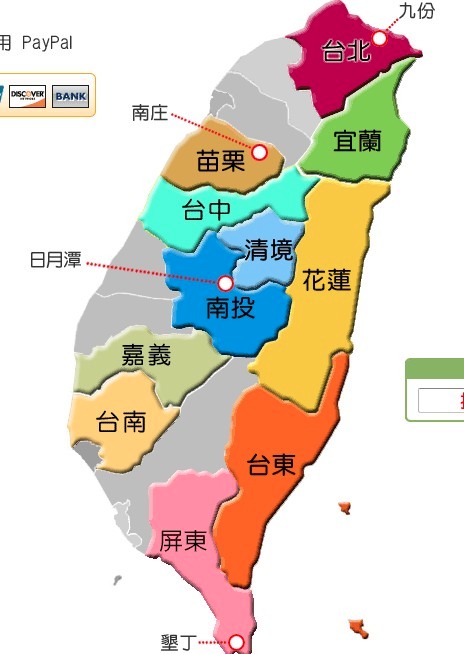 九份
用 PayPal
台北
DISCOVER
BANK
南庄
宜蘭
苗栗
台中
清境
日月潭
花蓮
南投
嘉義
台南
台東
屏東
墾丁